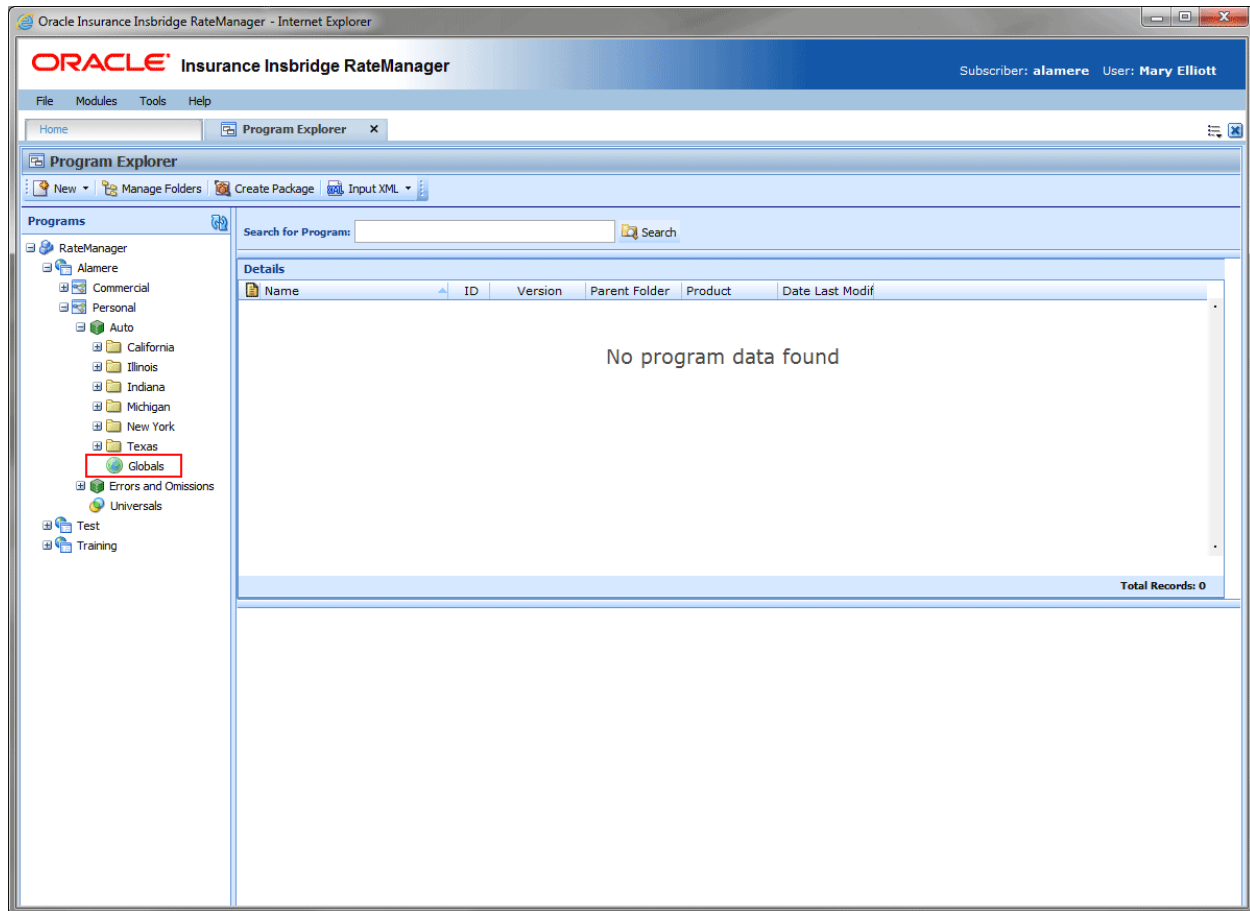 Oracle Insurance Insbridge RateManager - Internet Explorer
ORACLE Insurance Insbridge RateManager
Subscriber: alamere User: Mary Elliott
File Modules Tools Help
Home Program Explorer x
Program Explorer
New Manage Folders Create Package Input XML
Programs
RateManager
Alamere
Commercial
Personal
Auto
California
Illinois
Indiana
Michigan
New York
Texas
Globals
Errors and Omissions
Universals
Test
Training
Search for Program: Search
Details
Name ID Version Parent Folder Product Date Last Modif
No program data found
Total Records: 0